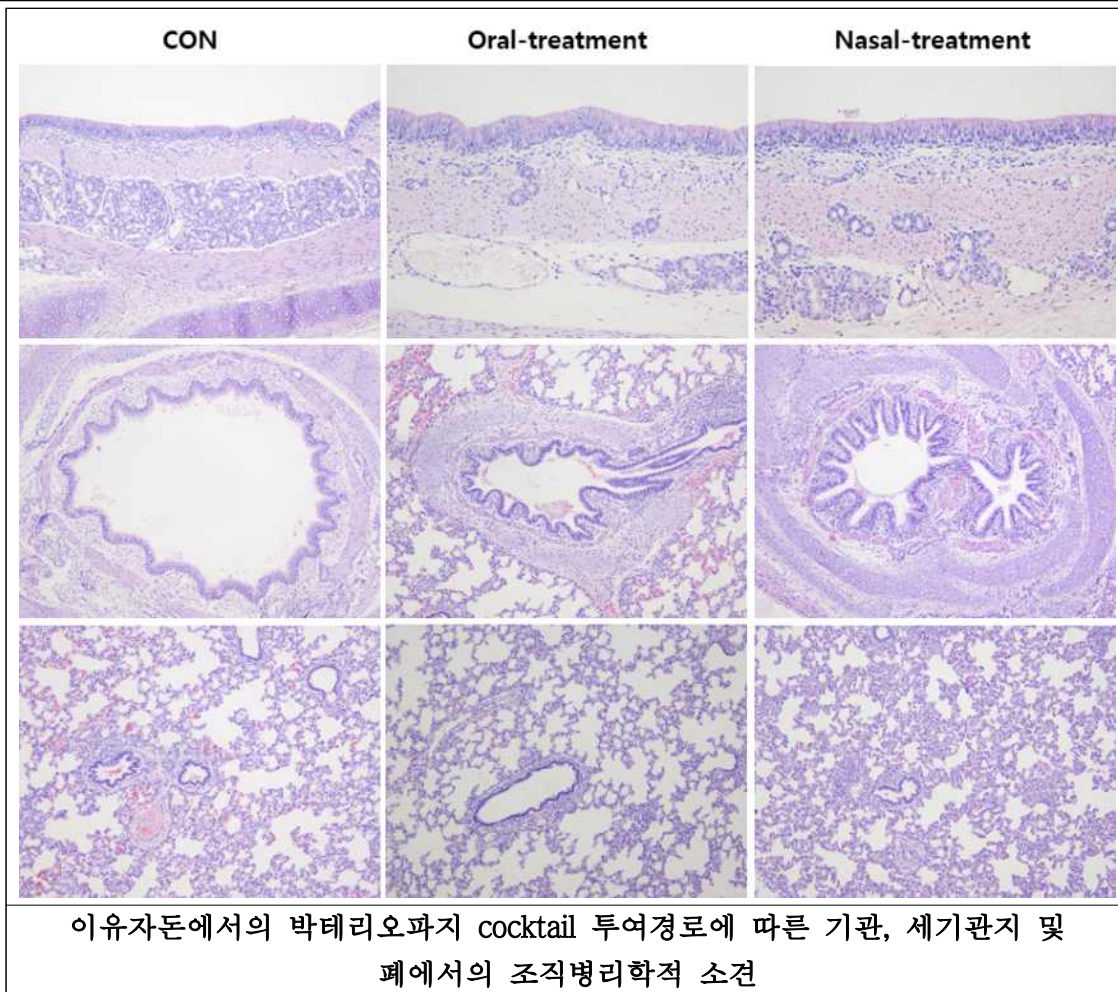 CON Oral-treatment Nasal-treatment
이유자돈에서의 박테리오파지 cocktail 투여경로에 따른 기관, 세기관지 및
폐에서의 조직병리학적 소견